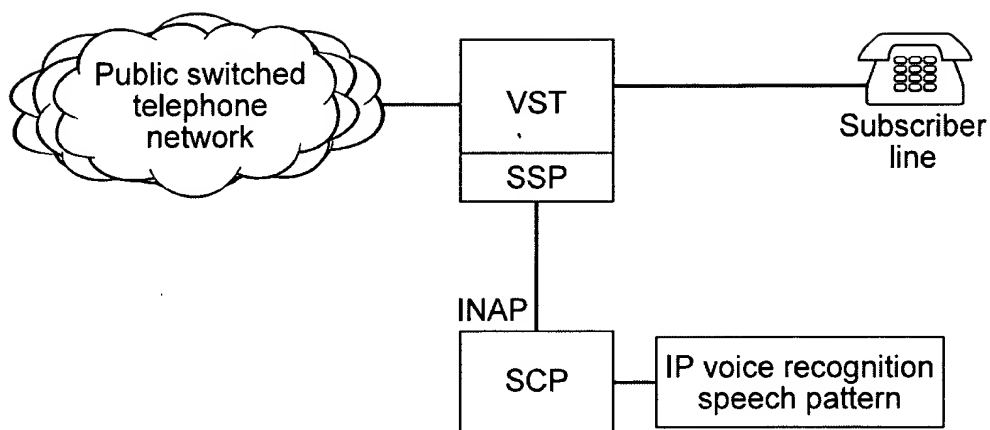 Public switched
telephone
network
VST
SSP
Subscriber
line
INAP
SCP
IP voice recognition
speech pattern